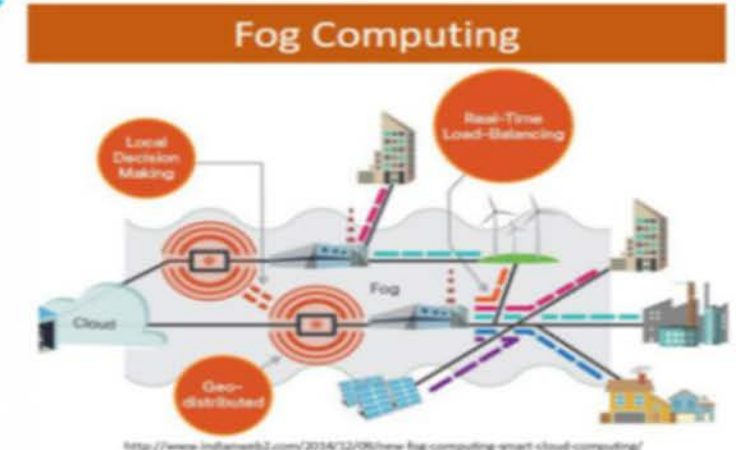 Fog Computing
Real-Time
Load-Balancing
Local
Decision
Making
Fog
Cloud
Geo-
distributed